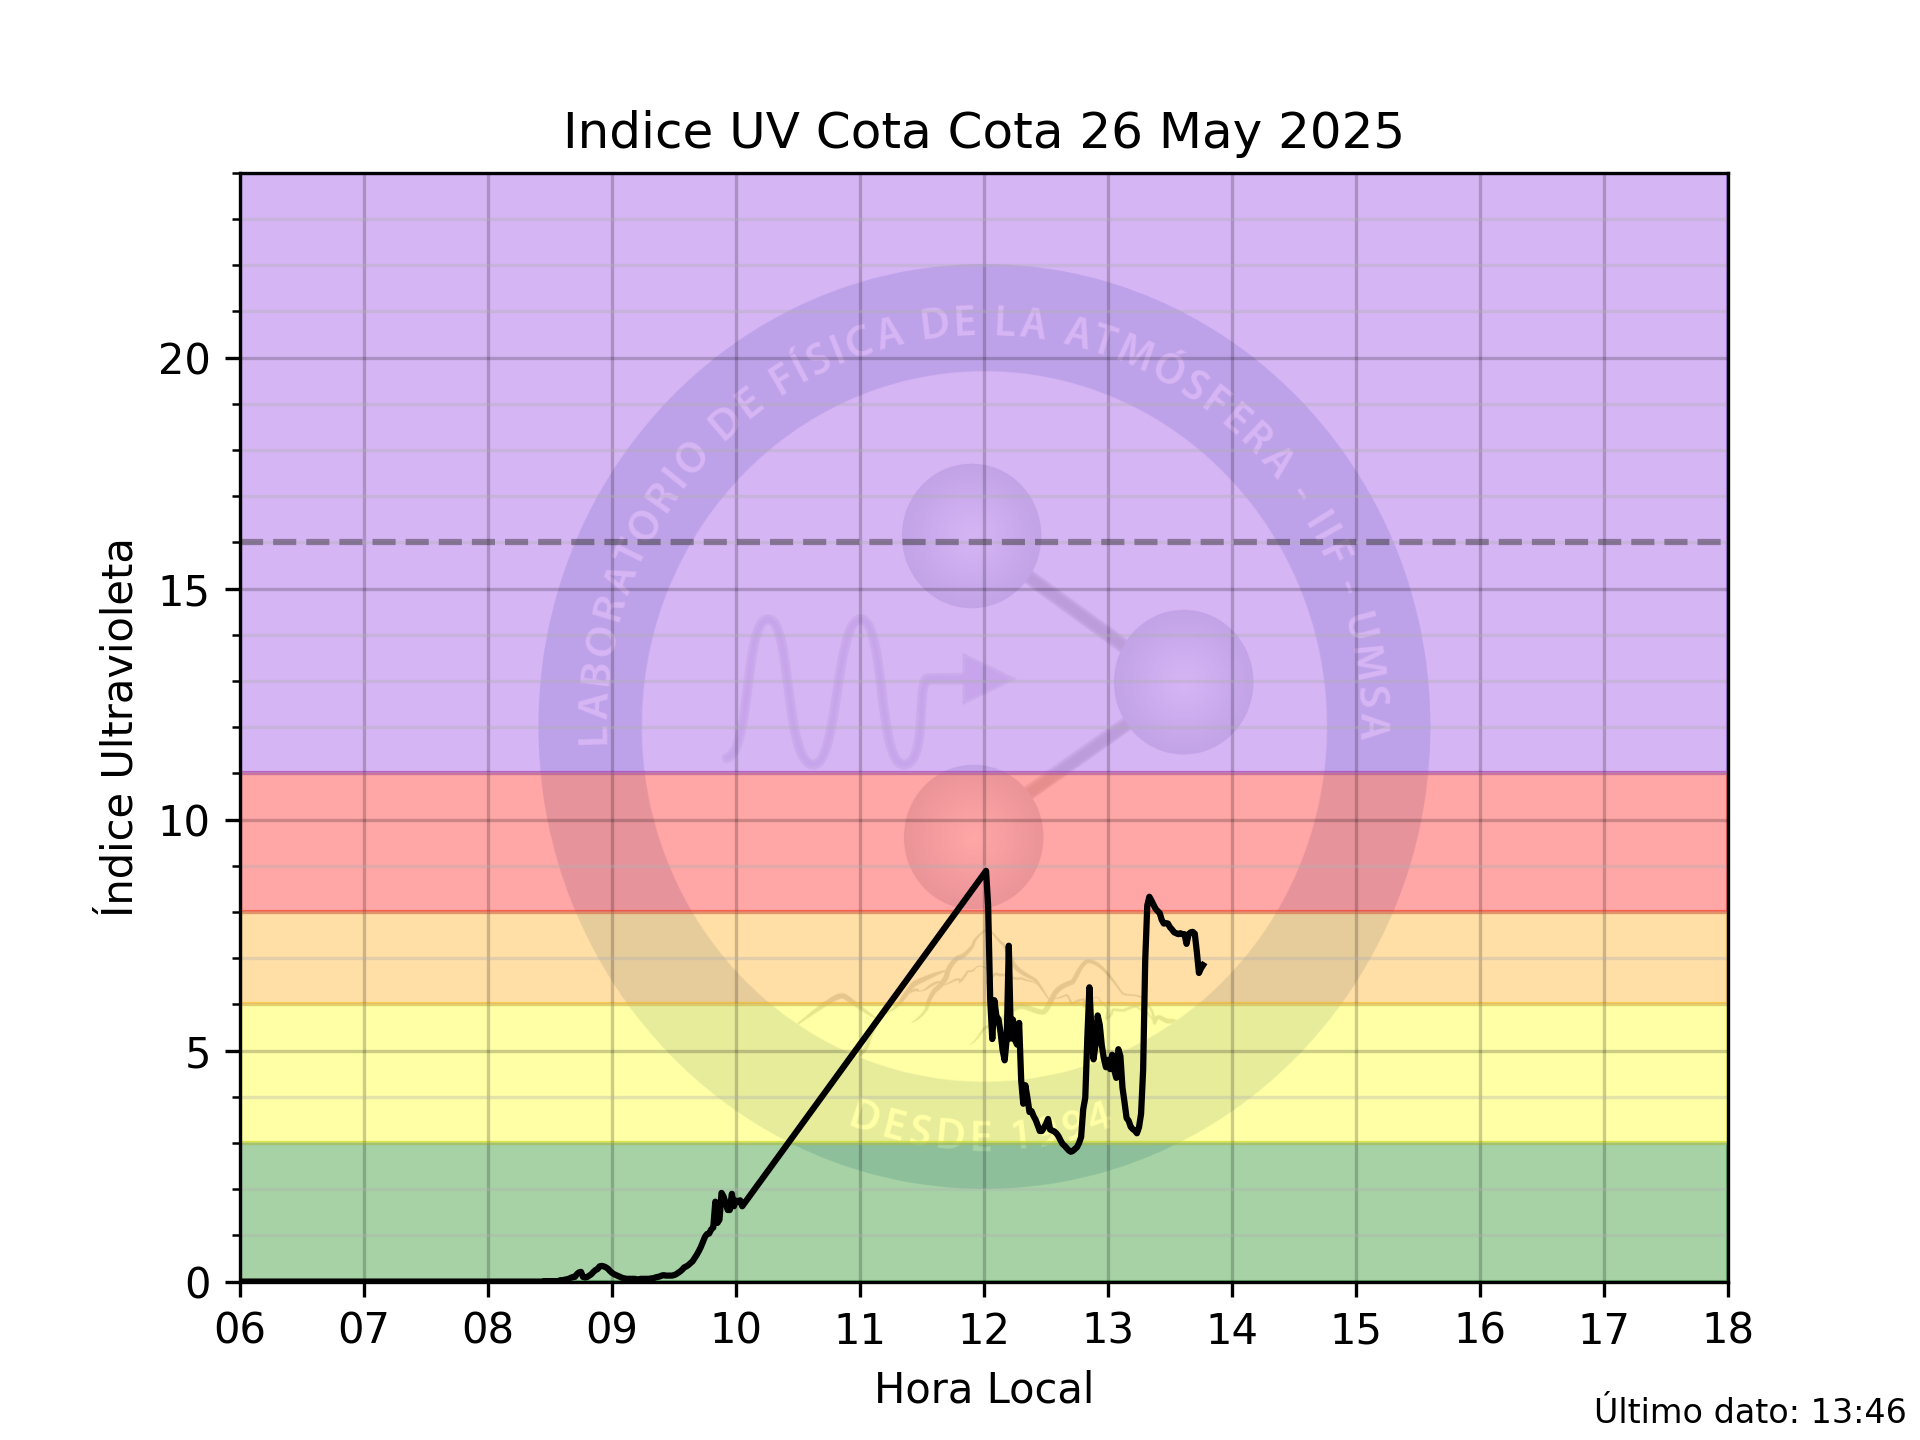 Indice UV Cota Cota 26 May 2025
LABORATORIO DE FÍSICA DE LA ATMÓSFERA - IIF - UMSA
DESDE 1994
Índice Ultravioleta
20
15
10
5
0
06 07 08 09 10 11 12 13 14 15 16 17 18
Hora Local
Último dato: 13:46